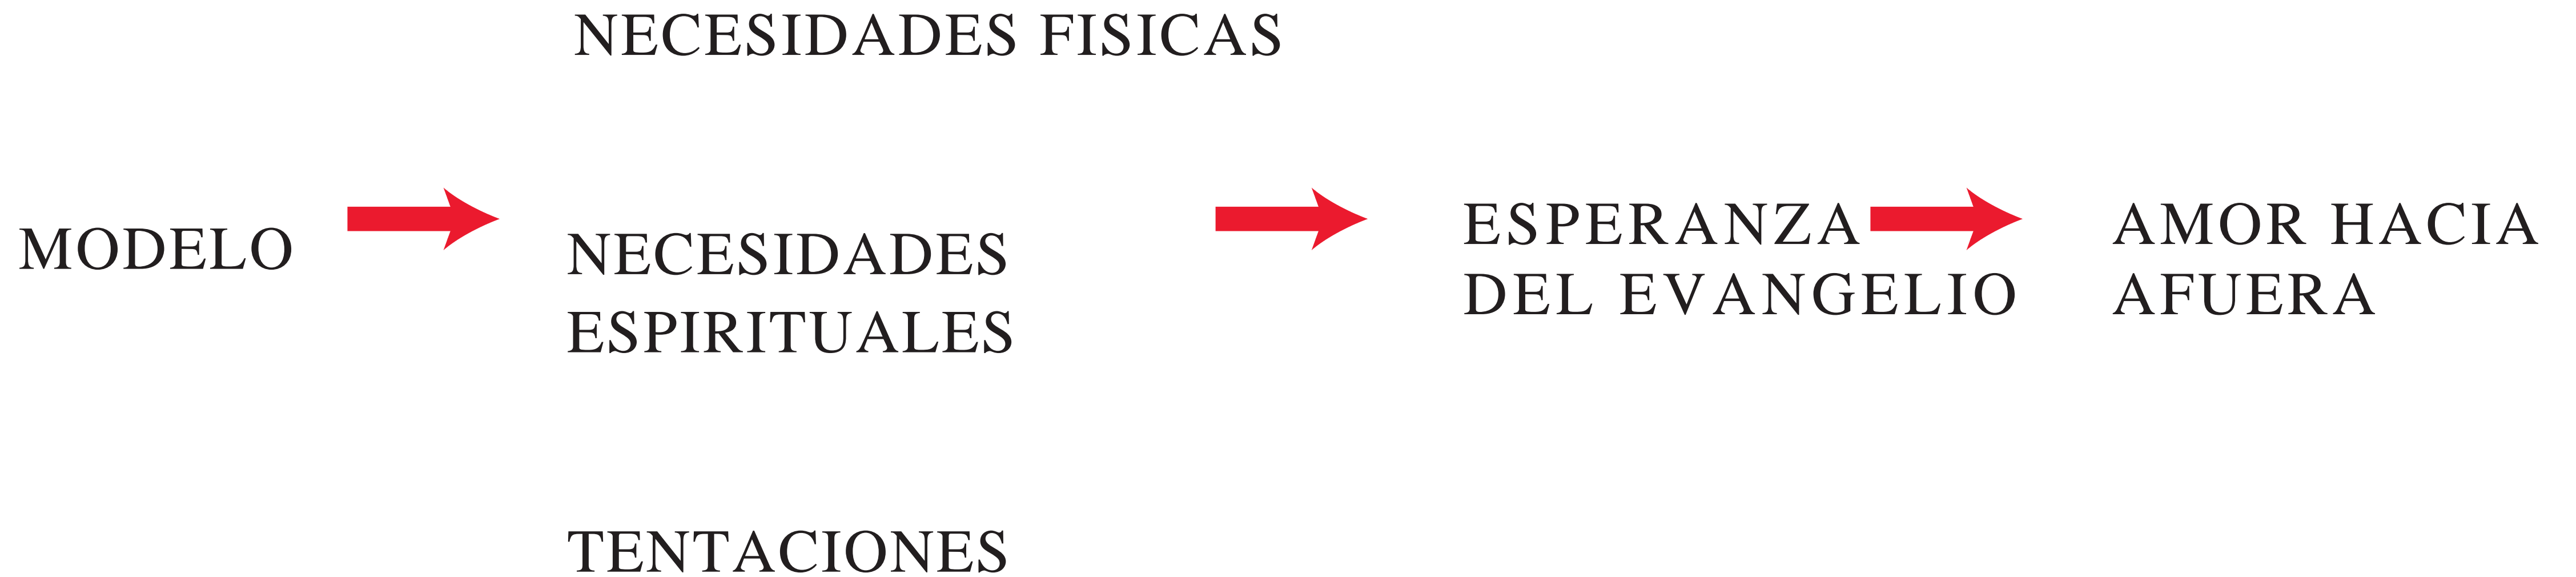 NECESIDADES FISICAS
MODELO
NECESIDADES
ESPIRITUALES
TENTACIONES
ESPERANZA
DEL EVANGELIO
AMOR HACIA
AFUERA